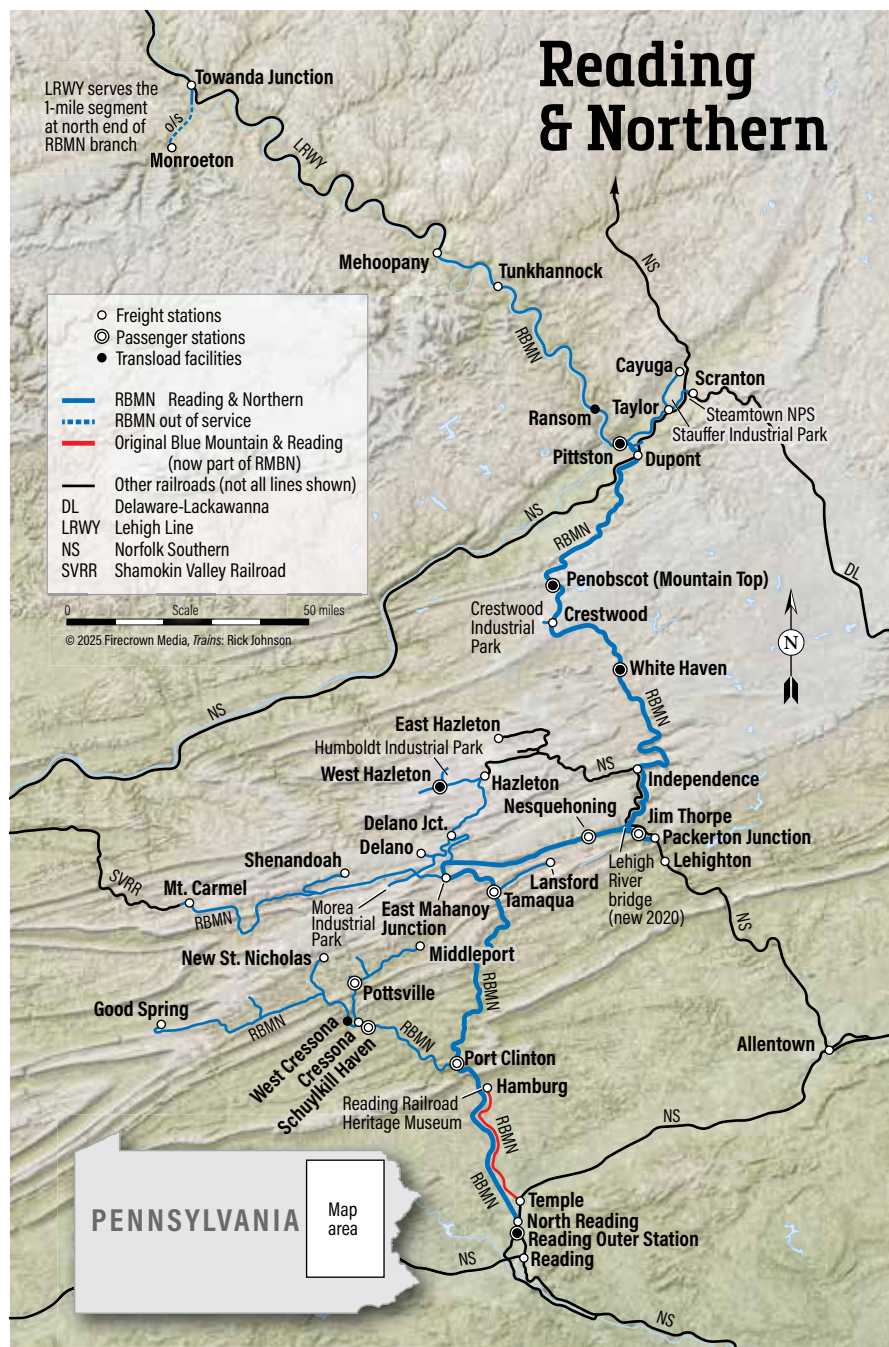 Reading
& Northern
LRWY serves the
1-mile segment
at north end of
RBMN branch
Towanda Junction
o/s
Monroeton
LRWY
Mehoopany
Tunkhannock
NS
RBMN
Cayuga
Scranton
Ransom
Taylor
Steamtown NPS
Stauffer Industrial Park
Pittston
Dupont
Freight stations
Passenger stations
Transload facilities
RBMN Reading & Northern
RBMN out of service
Original Blue Mountain & Reading
(now part of RMBN)
Other railroads (not all lines shown)
DL Delaware-Lackawanna
LRWY Lehigh Line
NS Norfolk Southern
SVRR Shamokin Valley Railroad
0 Scale 50 miles
© 2025 Firecrown Media, Trains: Rick Johnson
NS
RBMN
DL
Penobscot (Mountain Top)
Crestwood
Industrial
Park
Crestwood
N
White Haven
RBMN
NS
East Hazleton
Humboldt Industrial Park
West Hazleton
Hazleton
NS
Independence
Nesquehoning
Jim Thorpe
Packerton Junction
Lehighton
Delano Jct.
Delano
Shenandoah
SVRR
Mt. Carmel
RBMN
Morea
Industrial
Park
East Mahanoy
Junction
Tamaqua
Lansford
Lehigh
River
bridge
(new 2020)
NS
New St. Nicholas
Middleport
RBMN
Pottsville
Good Spring
RBMN
West Cressona
Cressona
Schuylkill Haven
RBMN
Port Clinton
Allentown
Hamburg
Reading Railroad
Heritage Museum
RBMN
NS
RBMN
Temple
North Reading
Reading Outer Station
NS
Reading
NS
PENNSYLVANIA
Map
area